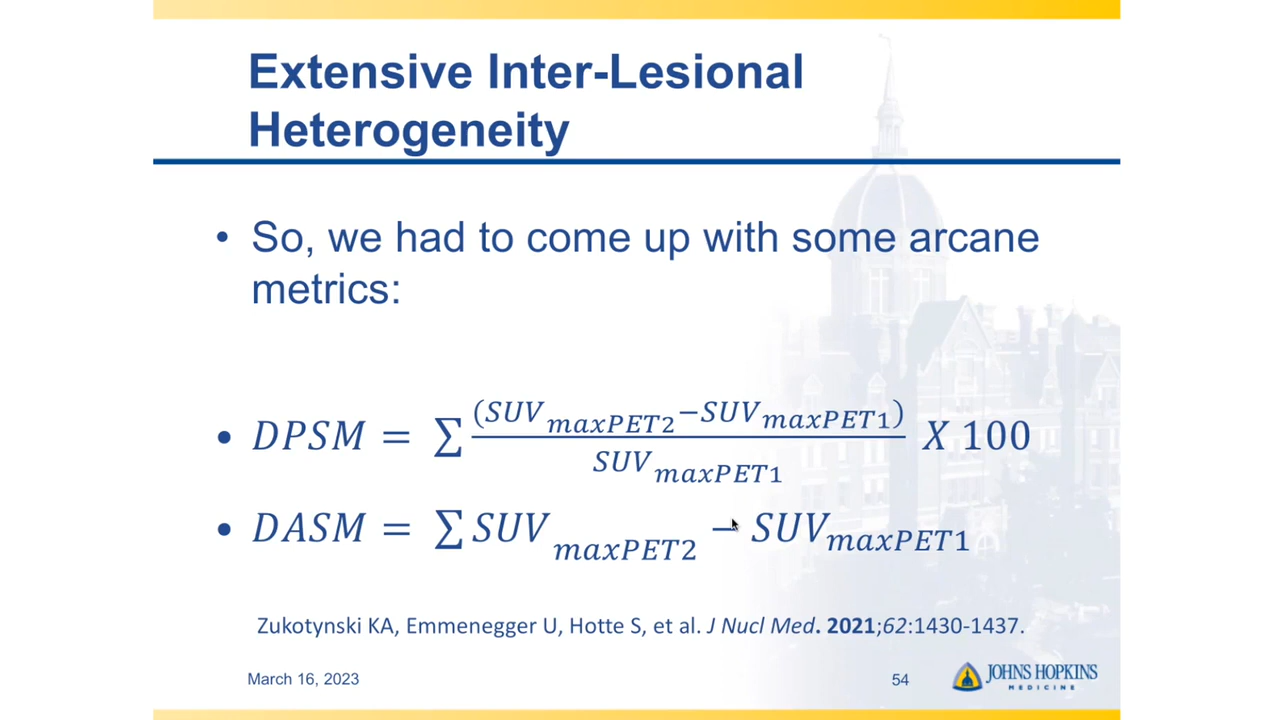 Extensive Inter-Lesional
Heterogeneity
• So, we had to come up with some arcane
metrics:
• DPSM = ∑ (SUVmaxPET2−SUVmaxPET1) / SUVmaxPET1 X 100
• DASM = ∑ SUVmaxPET2 − SUVmaxPET1
Zukotynski KA, Emmenegger U, Hotte S, et al. J Nucl Med. 2021;62:1430-1437.
March 16, 2023
54
JOHNS HOPKINS
MEDICINE